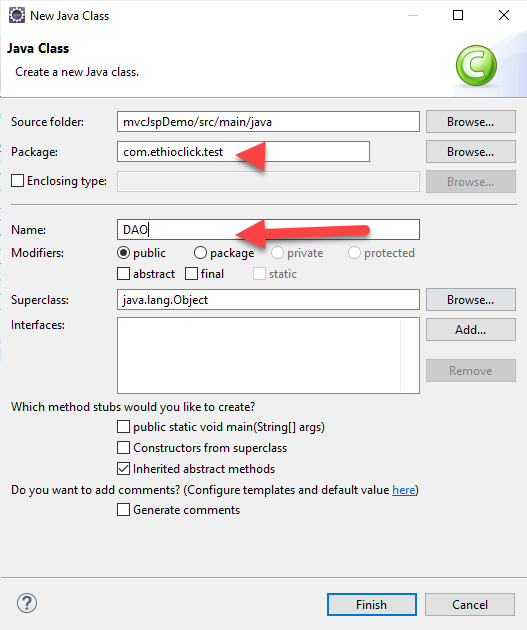 New Java Class
Java Class
Create a new Java class.
C
Source folder: mvcJspDemo/src/main/java Browse...
Package: com.ethioclick.test Browse...
Enclosing type: Browse...
Name: DAO
Modifiers: public package private protected
abstract final static
Superclass: java.lang.Object Browse...
Interfaces: Add...
Remove
Which method stubs would you like to create?
public static void main(String[] args)
Constructors from superclass
Inherited abstract methods
Do you want to add comments? (Configure templates and default value here)
Generate comments
? Finish Cancel